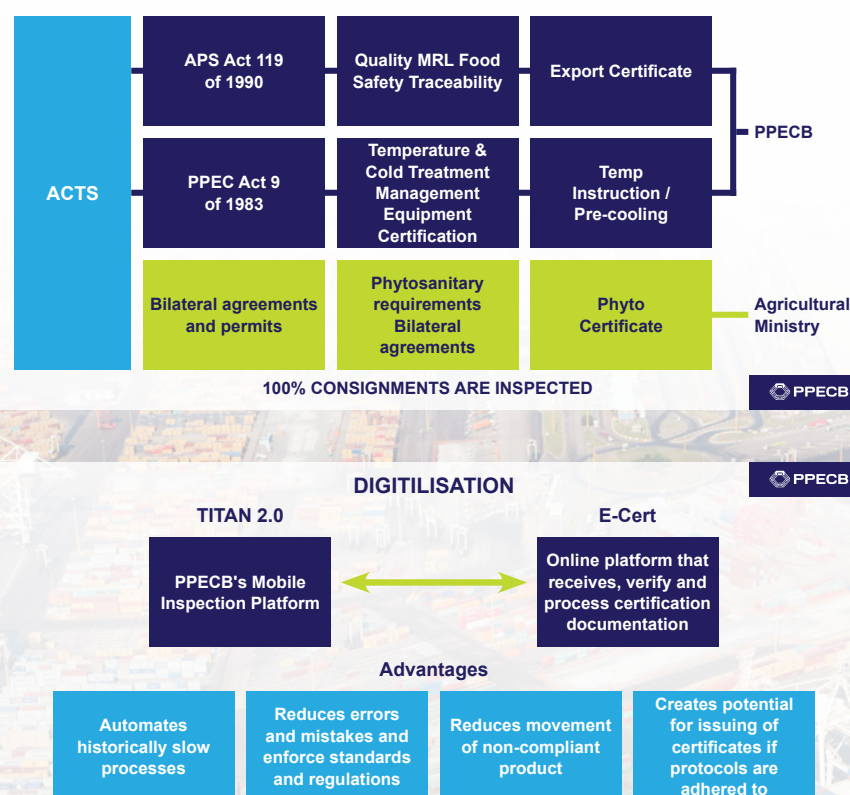 ACTS
APS Act 119
of 1990
Quality MRL Food
Safety Traceability
Export Certificate
PPECB
PPEC Act 9
of 1983
Temperature &
Cold Treatment
Management
Equipment
Certification
Temp
Instruction /
Pre-cooling
Bilateral agreements
and permits
Phytosanitary
requirements
Bilateral
agreements
Phyto
Certificate
Agricultural
Ministry
100% CONSIGNMENTS ARE INSPECTED
PPECB
DIGITILISATION
PPECB
TITAN 2.0
E-Cert
PPECB's Mobile
Inspection Platform
Online platform that
receives, verify and
process certification
documentation
Advantages
Automates
historically slow
processes
Reduces errors
and mistakes and
enforce standards
and regulations
Reduces movement
of non-compliant
product
Creates potential
for issuing of
certificates if
protocols are
adhered to